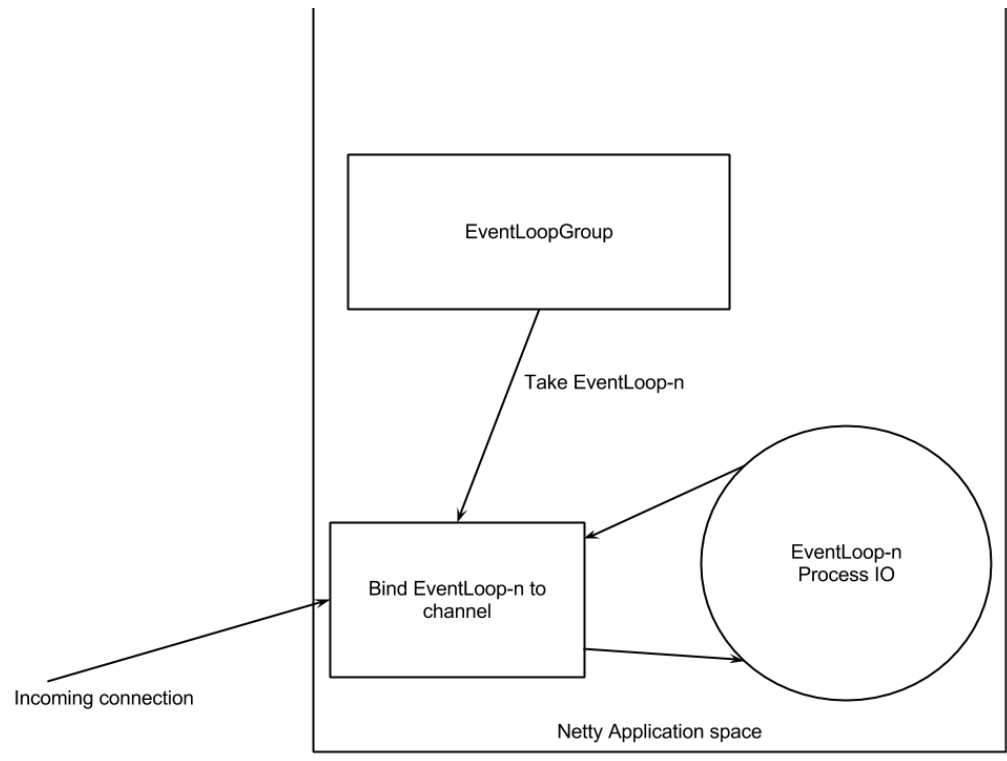 EventLoopGroup
Take EventLoop-n
EventLoop-n
Process IO
Bind EventLoop-n to
channel
Incoming connection
Netty Application space